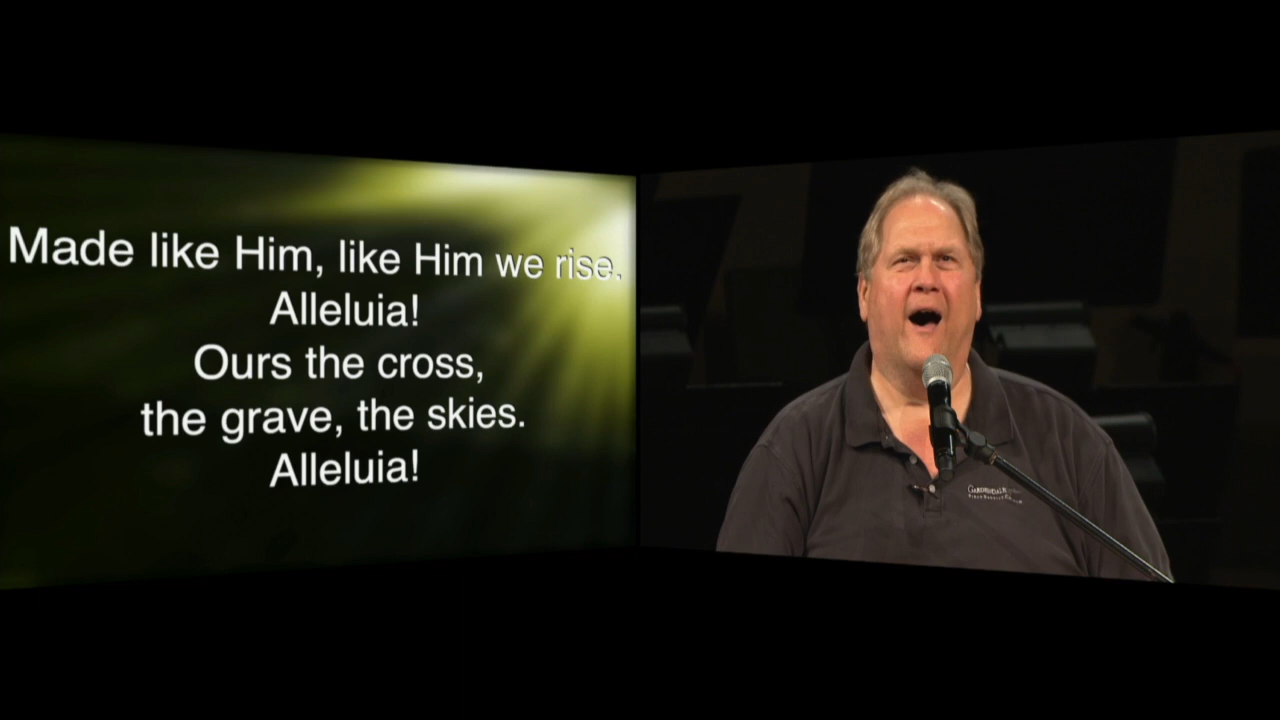 Made like Him, like Him we rise.
Alleluia!
Ours the cross,
the grave, the skies.
Alleluia!